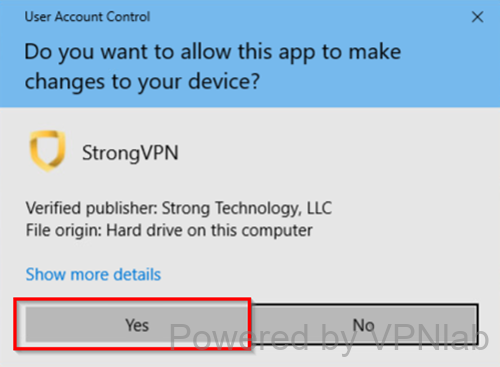 User Account Control
Do you want to allow this app to make
changes to your device?
StrongVPN
Verified publisher: Strong Technology, LLC
File origin: Hard drive on this computer
Show more details
Yes
No
Powered by VPNlab